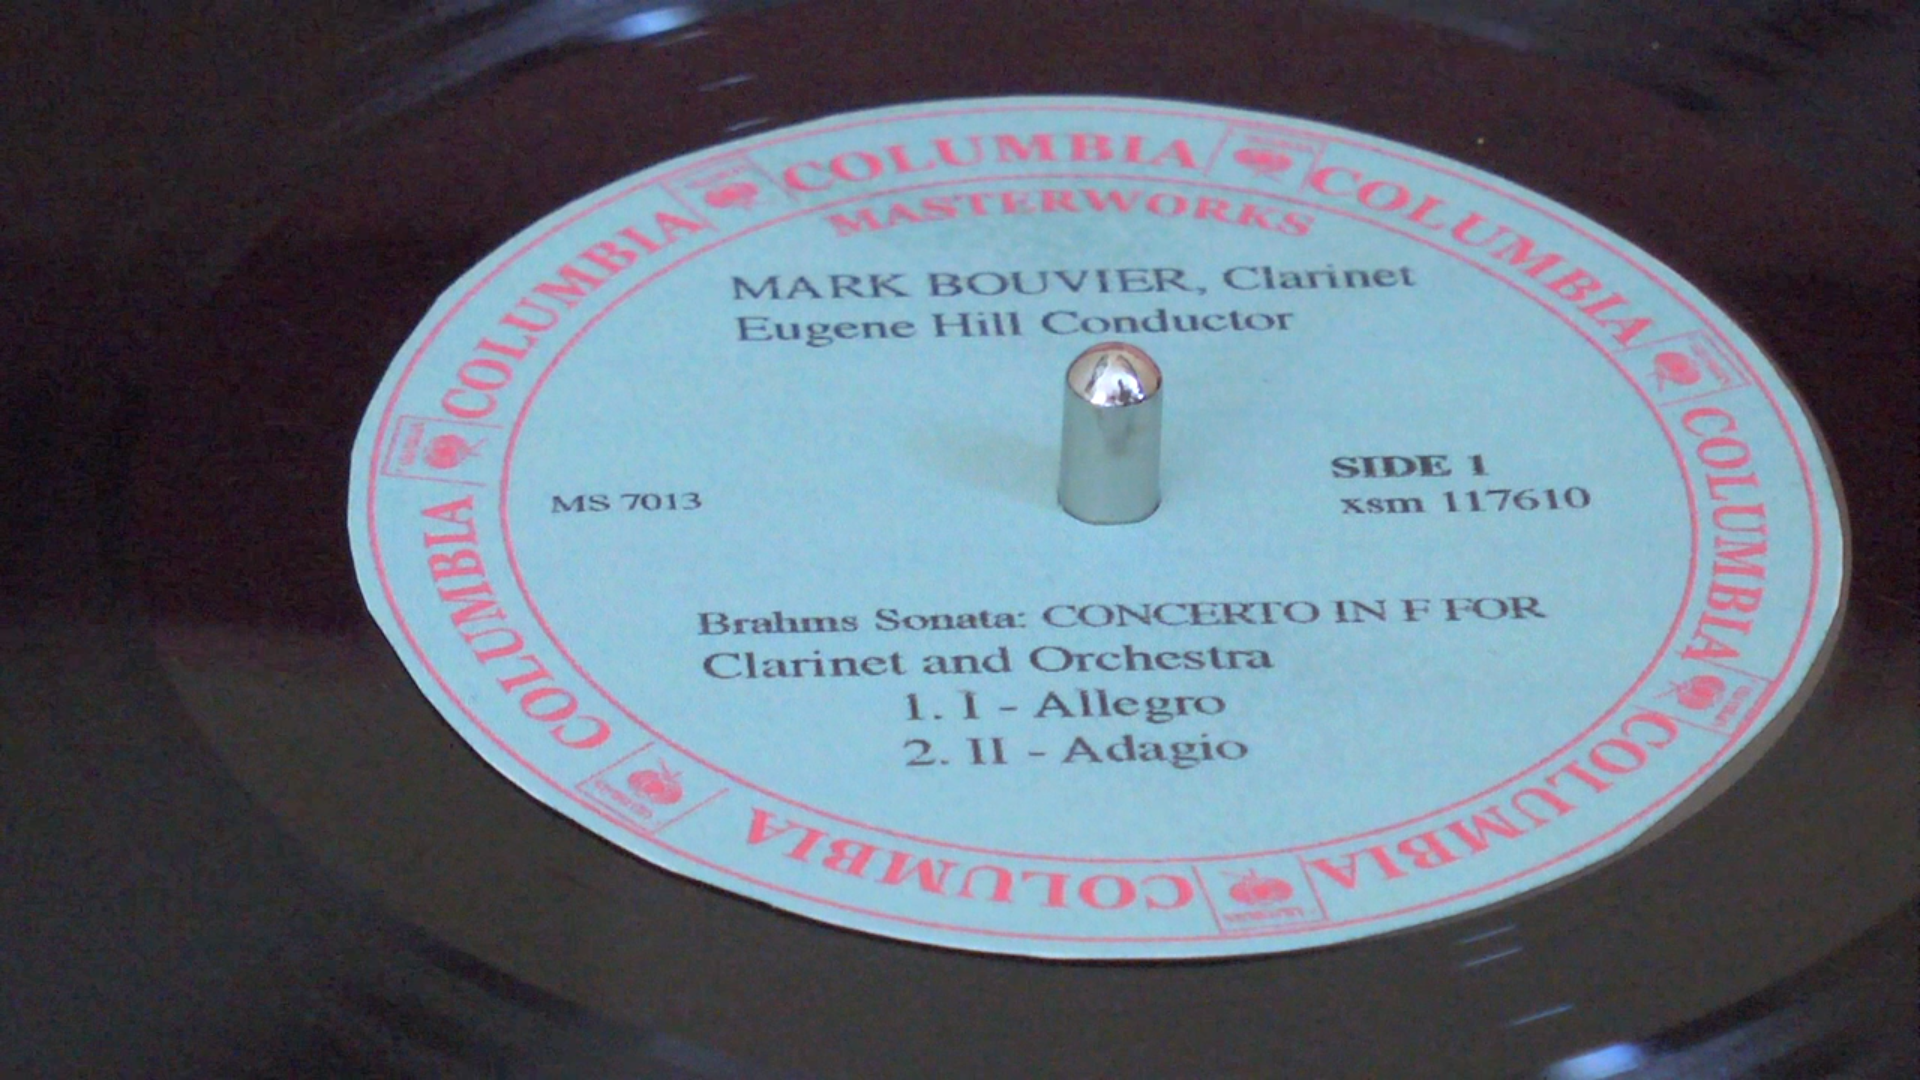 COLUMBIA COLUMBIA COLUMBIA COLUMBIA COLUMBIA COLUMBIA COLUMBIA
MASTERWORKS
MARK BOUVIER, Clarinet
Eugene Hill Conductor
SIDE 1
MS 7013
xsm 117610
Brahms Sonata: CONCERTO IN F FOR
Clarinet and Orchestra
1. I - Allegro
2. II - Adagio